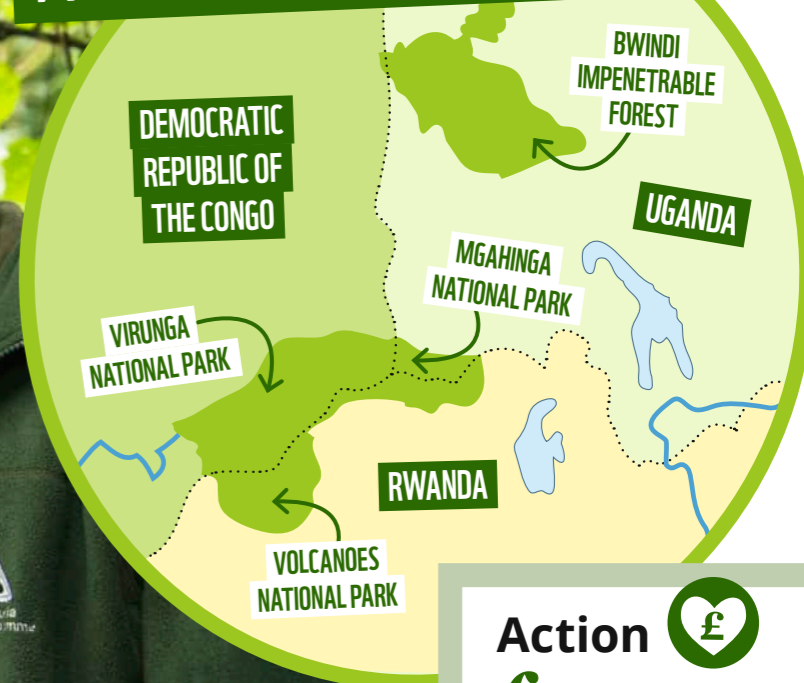 BWINDI
IMPENETRABLE
FOREST
DEMOCRATIC
REPUBLIC OF
THE CONGO
UGANDA
MGAHINGA
NATIONAL PARK
VIRUNGA
NATIONAL PARK
RWANDA
VOLCANOES
NATIONAL PARK
Action
£